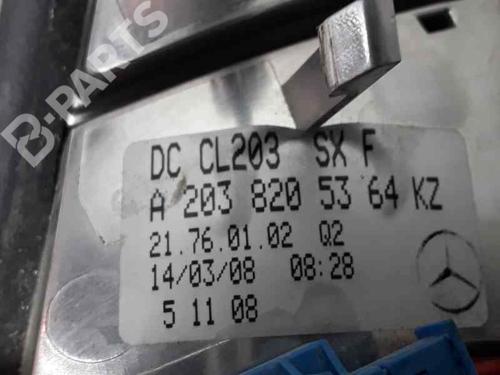 B-PARTS
DC CL203 SX F
A 203 820 53 64 KZ
21.76.01.02 Q2
14/03/08 08:28
5 11 08